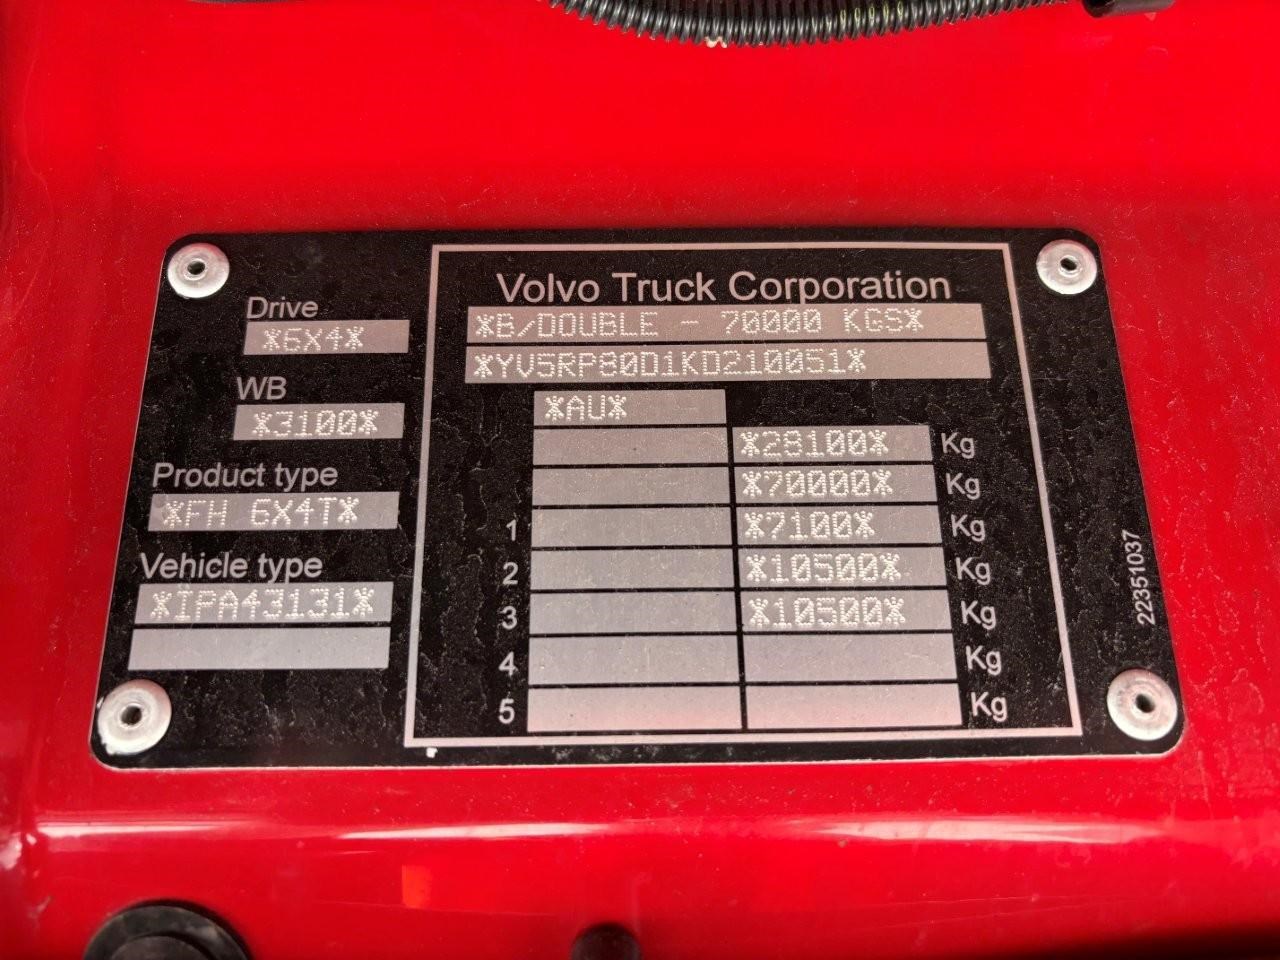 Drive
*6X4*
WB
*3100*
Product type
*FH 6X4T*
Vehicle type
*IPA43131*
Volvo Truck Corporation
*B/DOUBLE - 70000 KGS*
*YV5RP80D1KD210051*
*AU*
*28100* Kg
*70000* Kg
1 *7100* Kg
2 *10500* Kg
3 *10500* Kg
4 Kg
5 Kg
22351037